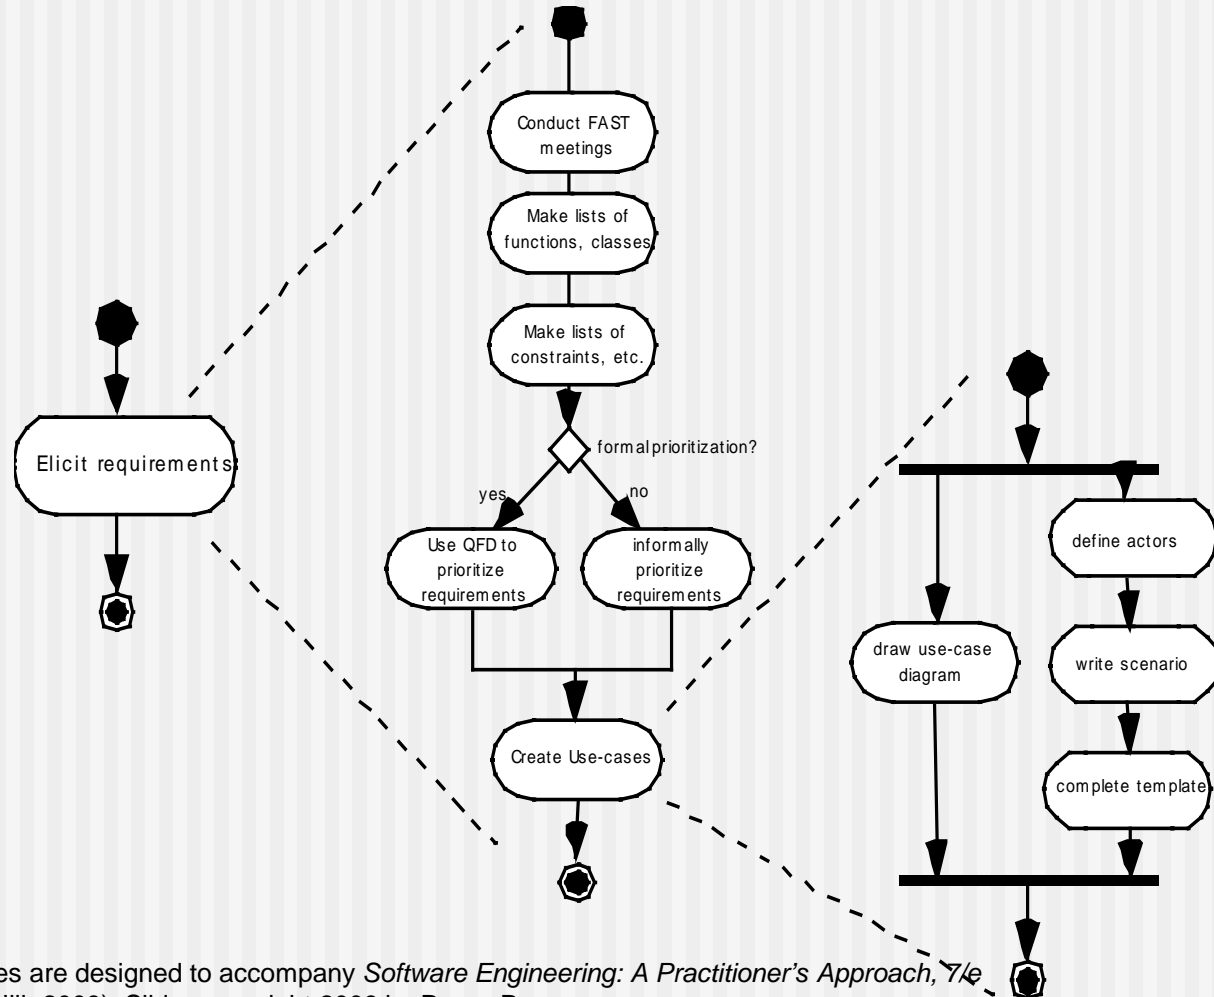 Conduct FAST
meetings
Make lists of
functions, classes
Make lists of
constraints, etc.
formal prioritization?
yes
no
Use QFD to
prioritize
requirements
informally
prioritize
requirements
Create Use-cases
Elicit requirements
define actors
draw use-case
diagram
write scenario
complete template
es are designed to accompany Software Engineering: A Practitioner's Approach, 7/e